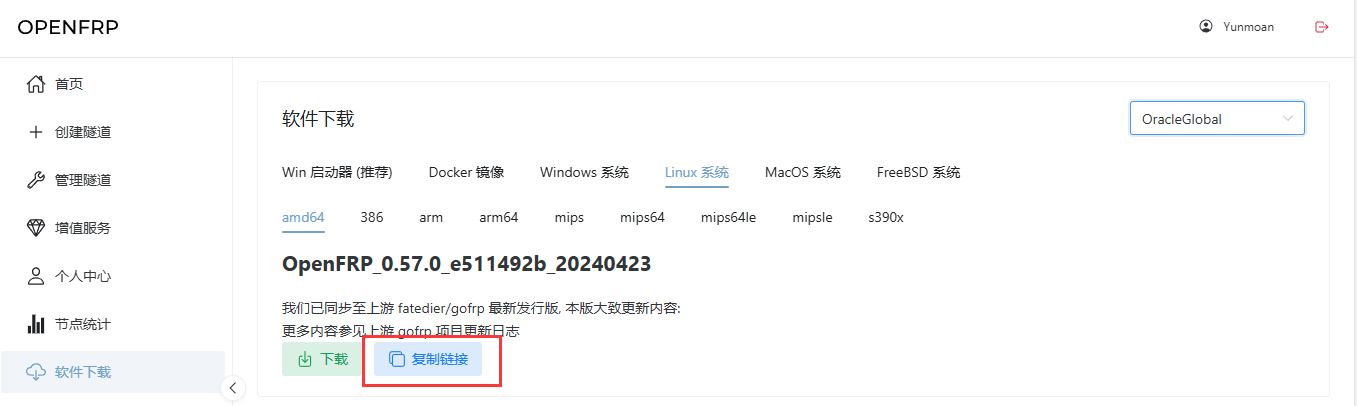 OPENFRP
Yunmoan
首页
创建隧道
管理隧道
增值服务
个人中心
节点统计
软件下载
软件下载
OracleGlobal
Win 启动器 (推荐) Docker 镜像 Windows 系统 Linux 系统 MacOS 系统 FreeBSD 系统
amd64 386 arm arm64 mips mips64 mips64le mipsle s390x
OpenFRP_0.57.0_e511492b_20240423
我们已同步至上游 fatedier/gofrp 最新发行版, 本版大致更新内容:
更多内容参见上游 gofrp 项目更新日志
下载 复制链接